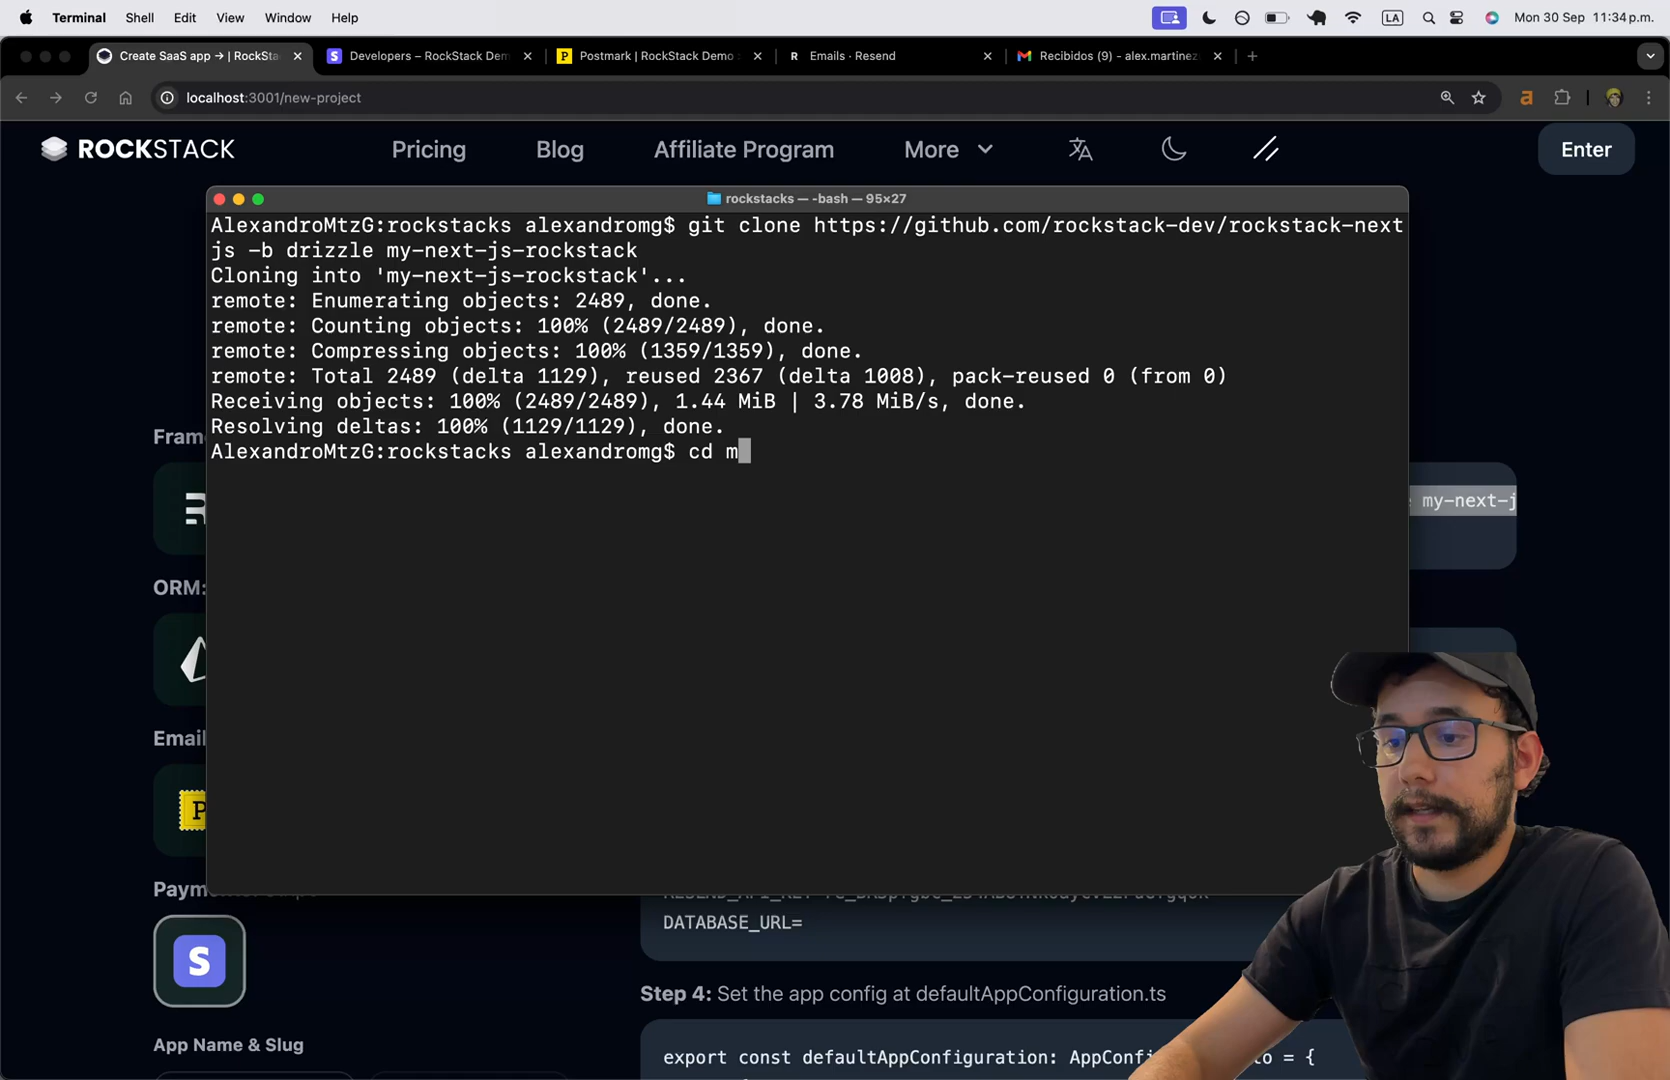 Terminal Shell Edit View Window Help LA Mon 30 Sep 11:34 p.m.
Create SaaS app → | RockSta Developers – RockStack Dem Postmark | RockStack Demo Emails · Resend Recibidos (9) - alex.martinez
localhost:3001/new-project
ROCKSTACK Pricing Blog Affiliate Program More Enter
rockstacks — -bash — 95×27
AlexandroMtzG:rockstacks alexandromg$ git clone https://github.com/rockstack-dev/rockstack-next
js -b drizzle my-next-js-rockstack
Cloning into 'my-next-js-rockstack'...
remote: Enumerating objects: 2489, done.
remote: Counting objects: 100% (2489/2489), done.
remote: Compressing objects: 100% (1359/1359), done.
remote: Total 2489 (delta 1129), reused 2367 (delta 1008), pack-reused 0 (from 0)
Receiving objects: 100% (2489/2489), 1.44 MiB | 3.78 MiB/s, done.
Resolving deltas: 100% (1129/1129), done.
AlexandroMtzG:rockstacks alexandromg$ cd m
Fram
my-next-j
ORM:
Email
P
Paym
S
DATABASE_URL=
Step 4: Set the app config at defaultAppConfiguration.ts
App Name & Slug
export const defaultAppConfiguration: AppConf to = {